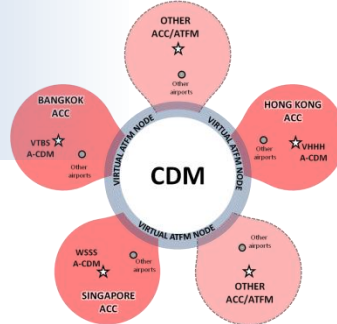 OTHER
ACC/ATFM
Other
airports
BANGKOK
ACC
VTBS
A-CDM
Other
airports
HONG KONG
ACC
Other
airports
VHHH
A-CDM
VIRTUAL ATFM NODE
VIRTUAL ATFM NODE
CDM
VIRTUAL ATFM NODE
WSSS
A-CDM
Other
airports
SINGAPORE
ACC
Other
airports
OTHER
ACC/ATFM